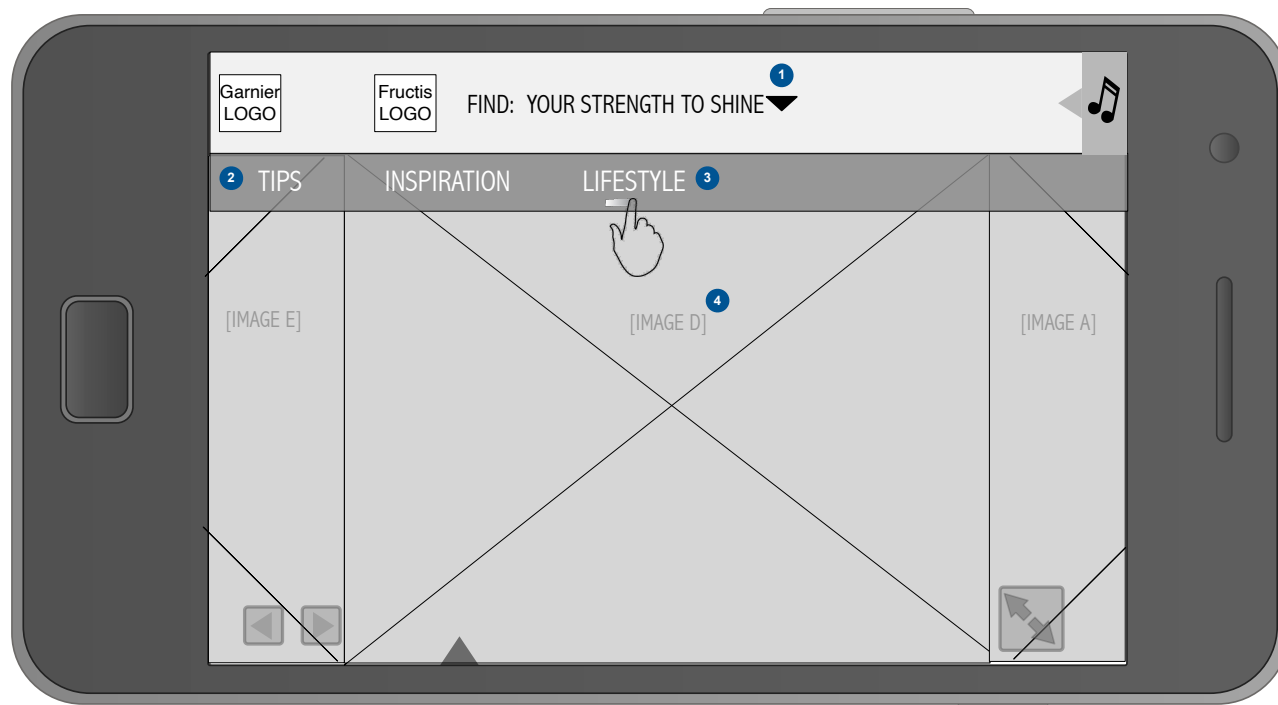 Garnier
LOGO
Fructis
LOGO
FIND: YOUR STRENGTH TO SHINE
1
2
TIPS
INSPIRATION
LIFESTYLE
3
[IMAGE E]
[IMAGE D]
4
[IMAGE A]